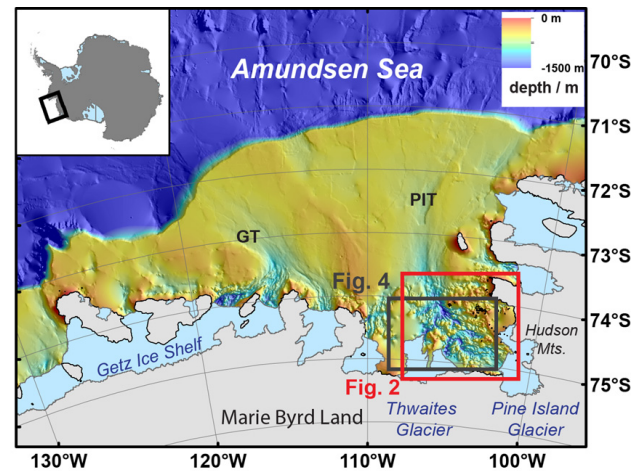 0 m
-1500 m
depth / m
Amundsen Sea
70°S
71°S
72°S
73°S
74°S
75°S
PIT
GT
Fig. 4
Hudson
Mts.
Getz Ice Shelf
Fig. 2
Marie Byrd Land
Thwaites
Glacier
Pine Island
Glacier
130°W
120°W
110°W
100°W